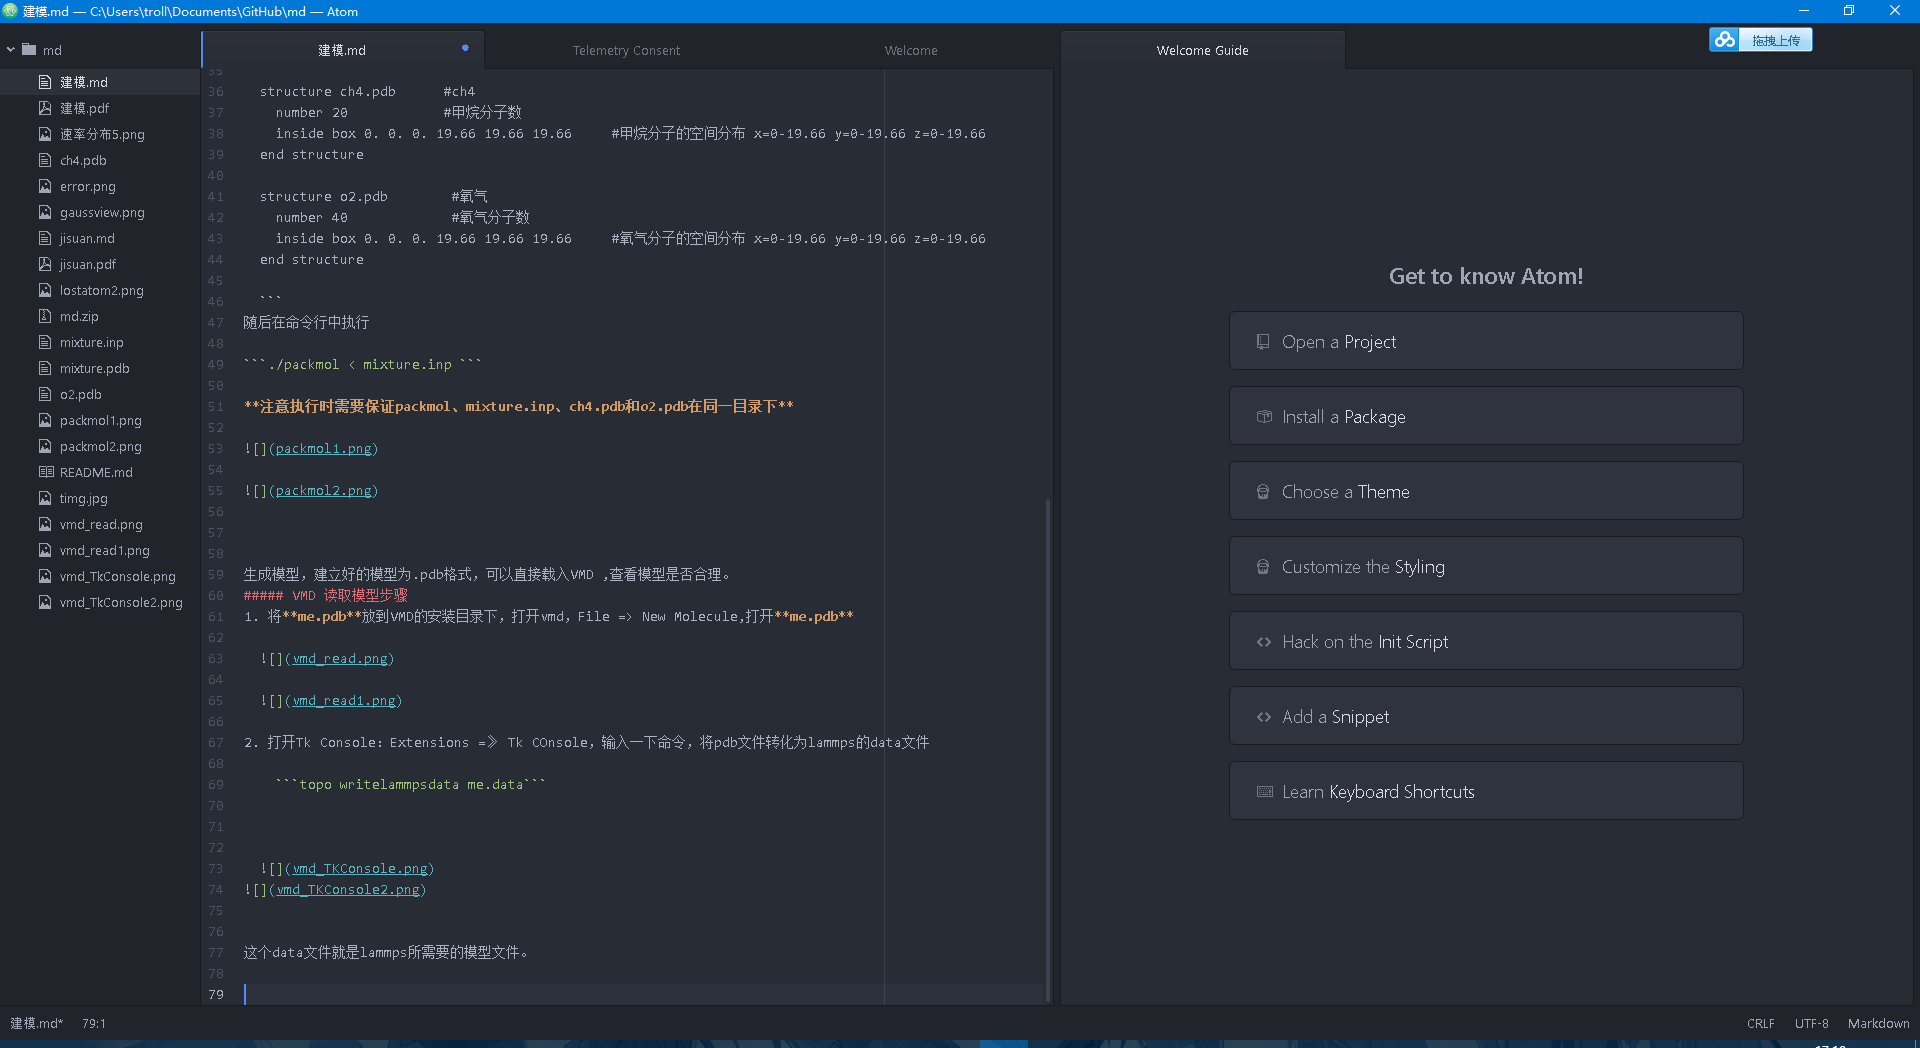 建模.md — C:\Users\troll\Documents\GitHub\md — Atom
md
建模.md
Telemetry Consent
Welcome
Welcome Guide
拖拽上传
建模.md
建模.pdf
速率分布5.png
ch4.pdb
error.png
gaussview.png
jisuan.md
jisuan.pdf
lostatom2.png
md.zip
mixture.inp
mixture.pdb
o2.pdb
packmol1.png
packmol2.png
README.md
timg.jpg
vmd_read.png
vmd_read1.png
vmd_TkConsole.png
vmd_TkConsole2.png
35
36 structure ch4.pdb #ch4
37 number 20 #甲烷分子数
38 inside box 0. 0. 0. 19.66 19.66 19.66 #甲烷分子的空间分布 x=0-19.66 y=0-19.66 z=0-19.66
39 end structure
40
41 structure o2.pdb #氧气
42 number 40 #氧气分子数
43 inside box 0. 0. 0. 19.66 19.66 19.66 #氧气分子的空间分布 x=0-19.66 y=0-19.66 z=0-19.66
44 end structure
45
46 ```
47 随后在命令行中执行
48
49 ```./packmol < mixture.inp ```
50
51 **注意执行时需要保证packmol、mixture.inp、ch4.pdb和o2.pdb在同一目录下**
52
53 ![](packmol1.png)
54
55 ![](packmol2.png)
56
57
58
59 生成模型，建立好的模型为.pdb格式，可以直接载入VMD ,查看模型是否合理。
60 ##### VMD 读取模型步骤
61 1. 将**me.pdb**放到VMD的安装目录下，打开vmd，File => New Molecule,打开**me.pdb**
62
63 ![](vmd_read.png)
64
65 ![](vmd_read1.png)
66
67 2. 打开Tk Console：Extensions =》 Tk COnsole，输入一下命令，将pdb文件转化为lammps的data文件
68
69 ```topo writelammpsdata me.data```
70
71
72
73 ![](vmd_TKConsole.png)
74 ![](vmd_TKConsole2.png)
75
76
77 这个data文件就是lammps所需要的模型文件。
78
79
Get to know Atom!
Open a Project
Install a Package
Choose a Theme
Customize the Styling
Hack on the Init Script
Add a Snippet
Learn Keyboard Shortcuts
建模.md* 79:1
CRLF UTF-8 Markdown